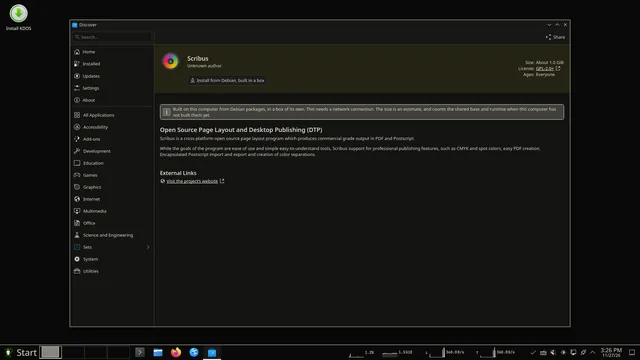 Install KDOS
Discover
Search...
Share
Home
Installed
Updates
Settings
About
All Applications
Accessibility
Add-ons
Development
Education
Games
Graphics
Internet
Multimedia
Office
Science and Engineering
Sets
System
Utilities
Scribus
Unknown author
Install from Debian, built in a box
Size: About 1.0 GiB
License: GPL-2.0+
Ages: Everyone
Built on this computer from Debian packages, in a box of its own. This needs a network connection. The size is an estimate, and counts the shared base and runtime when this computer has
not built them yet.
Open Source Page Layout and Desktop Publishing (DTP)
Scribus is a cross-platform open source page layout program which produces commercial grade output in PDF and Postscript.
While the goals of the program are ease of use and simple easy-to-understand tools, Scribus support for professional publishing features, such as CMYK and spot colors, easy PDF creation,
Encapsulated Postscript import and export and creation of color separations.
External Links
Visit the project's website
Start
3:26 PM